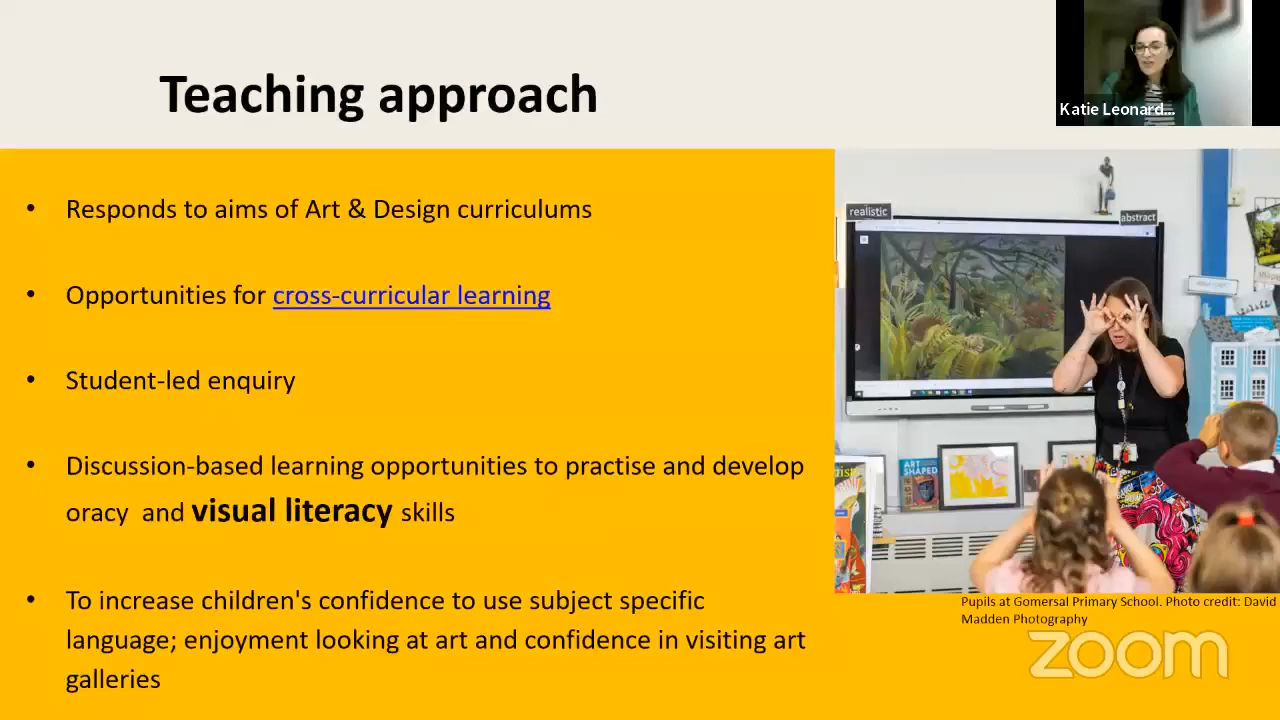 Teaching approach
Katie Leonard...
• Responds to aims of Art & Design curriculums
• Opportunities for cross-curricular learning
• Student-led enquiry
• Discussion-based learning opportunities to practise and develop
oracy and visual literacy skills
• To increase children's confidence to use subject specific
language; enjoyment looking at art and confidence in visiting art
galleries
realistic
abstract
ART
SHAPED
Pupils at Gomersal Primary School. Photo credit: David
Madden Photography
zoom